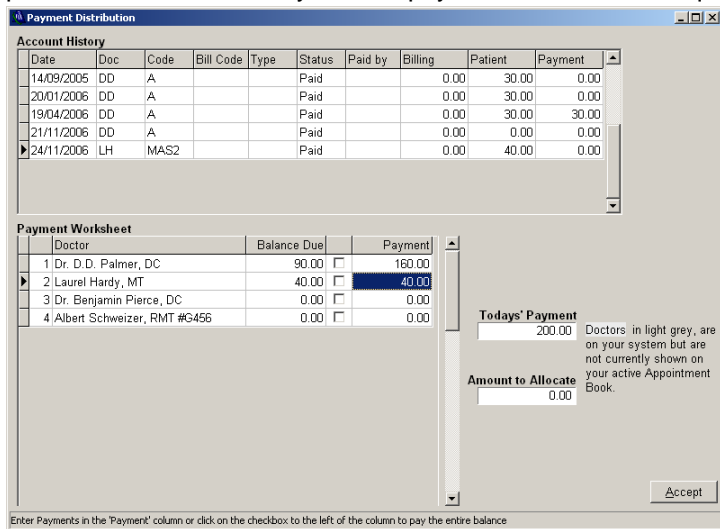 Payment Distribution
Account History
Date Doc Code Bill Code Type Status Paid by Billing Patient Payment
14/09/2005 DD A Paid 0.00 30.00 0.00
20/01/2006 DD A Paid 0.00 30.00 0.00
19/04/2006 DD A Paid 0.00 30.00 30.00
21/11/2006 DD A Paid 0.00 0.00 0.00
24/11/2006 LH MAS2 Paid 0.00 40.00 0.00
Payment Worksheet
Doctor Balance Due Payment
1 Dr. D.D. Palmer, DC 90.00 160.00
2 Laurel Hardy, MT 40.00 40.00
3 Dr. Benjamin Pierce, DC 0.00 0.00
4 Albert Schweizer, RMT #G456 0.00 0.00
Todays' Payment
200.00
Doctors in light grey, are
on your system but are
not currently shown on
your active Appointment
Book.
Amount to Allocate
0.00
Accept
Enter Payments in the 'Payment' column or click on the checkbox to the left of the column to pay the entire balance